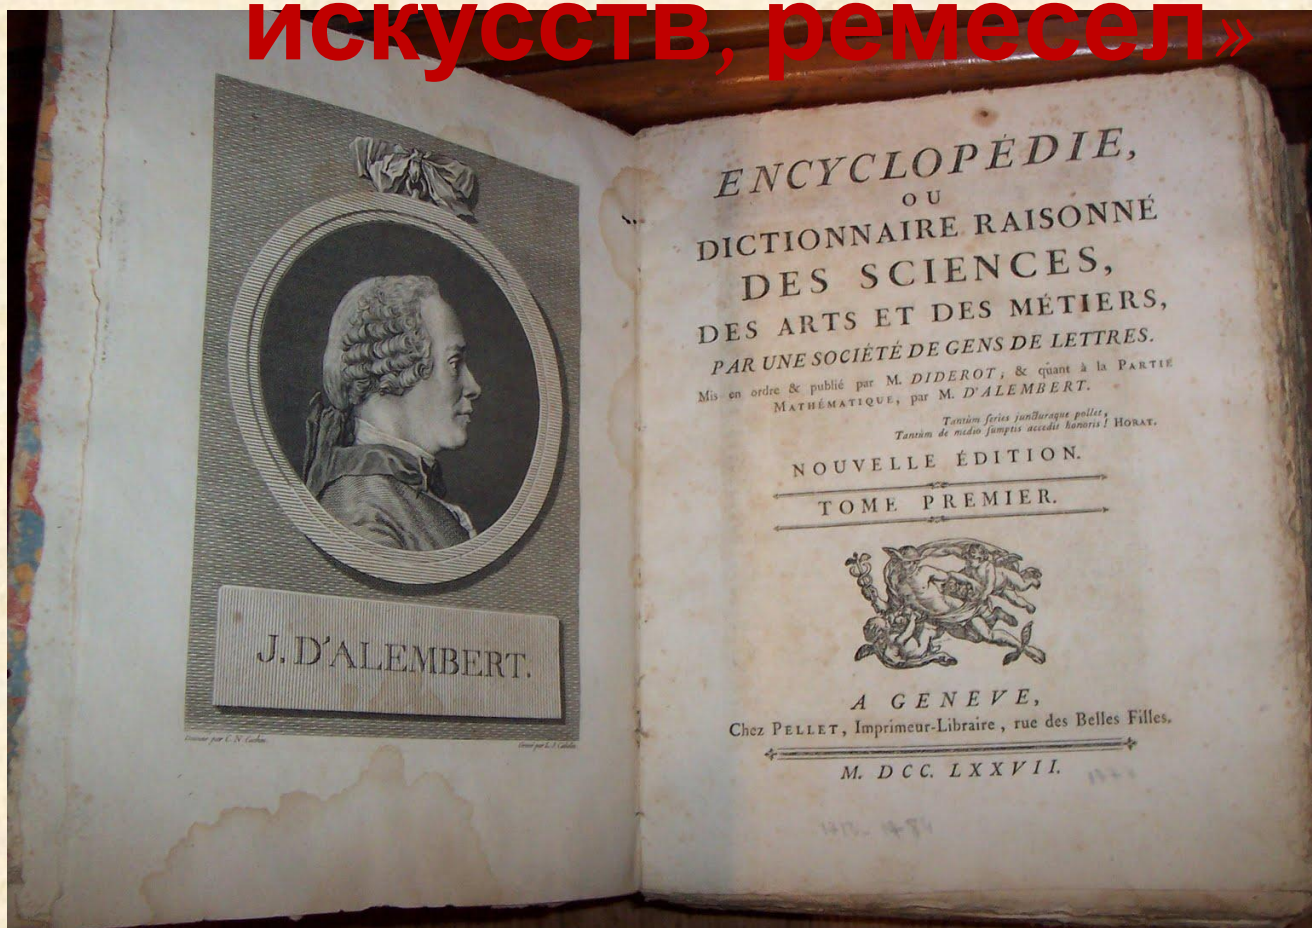 искусств, ремесел»
J. D'ALEMBERT.
ENCYCLOPÉDIE,
OU
DICTIONNAIRE RAISONNÉ
DES SCIENCES,
DES ARTS ET DES MÉTIERS,
PAR UNE SOCIÉTÉ DE GENS DE LETTRES.
Mis en ordre & publié par M. DIDEROT, & quant à la PARTIE
MATHÉMATIQUE, par M. D'ALEMBERT.
Tantùm series juncturaque pollet,
Tantùm de medio sumptis accedit honoris! HORAT.
NOUVELLE ÉDITION.
TOME PREMIER.
A GENEVE,
Chez PELLET, Imprimeur-Libraire, rue des Belles Filles.
M. DCC. LXXVII.